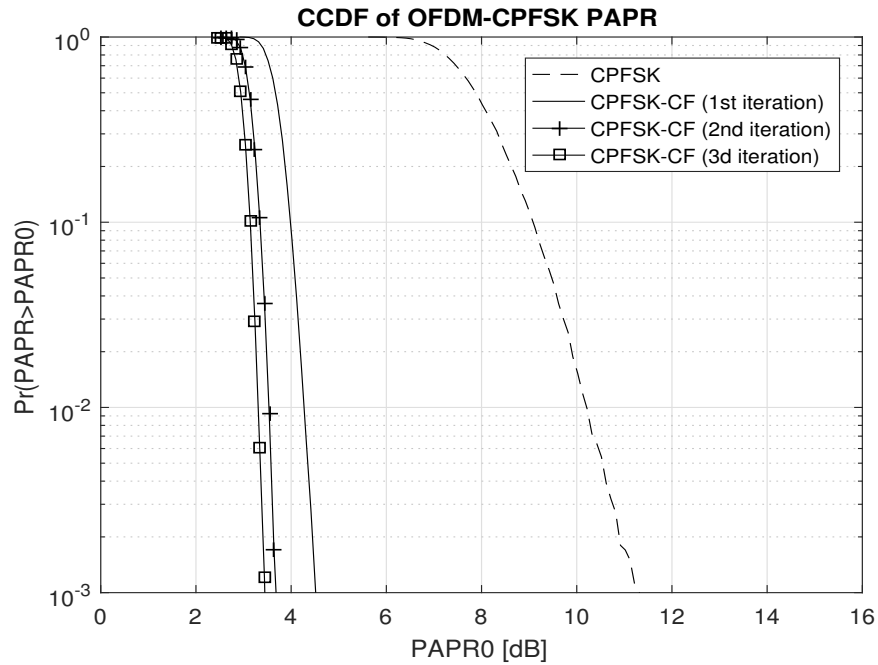 CCDF of OFDM-CPFSK PAPR
CPFSK
CPFSK-CF (1st iteration)
CPFSK-CF (2nd iteration)
CPFSK-CF (3d iteration)
Pr(PAPR>PAPR0)
10^0
10^-1
10^-2
10^-3
0 2 4 6 8 10 12 14 16
PAPR0 [dB]